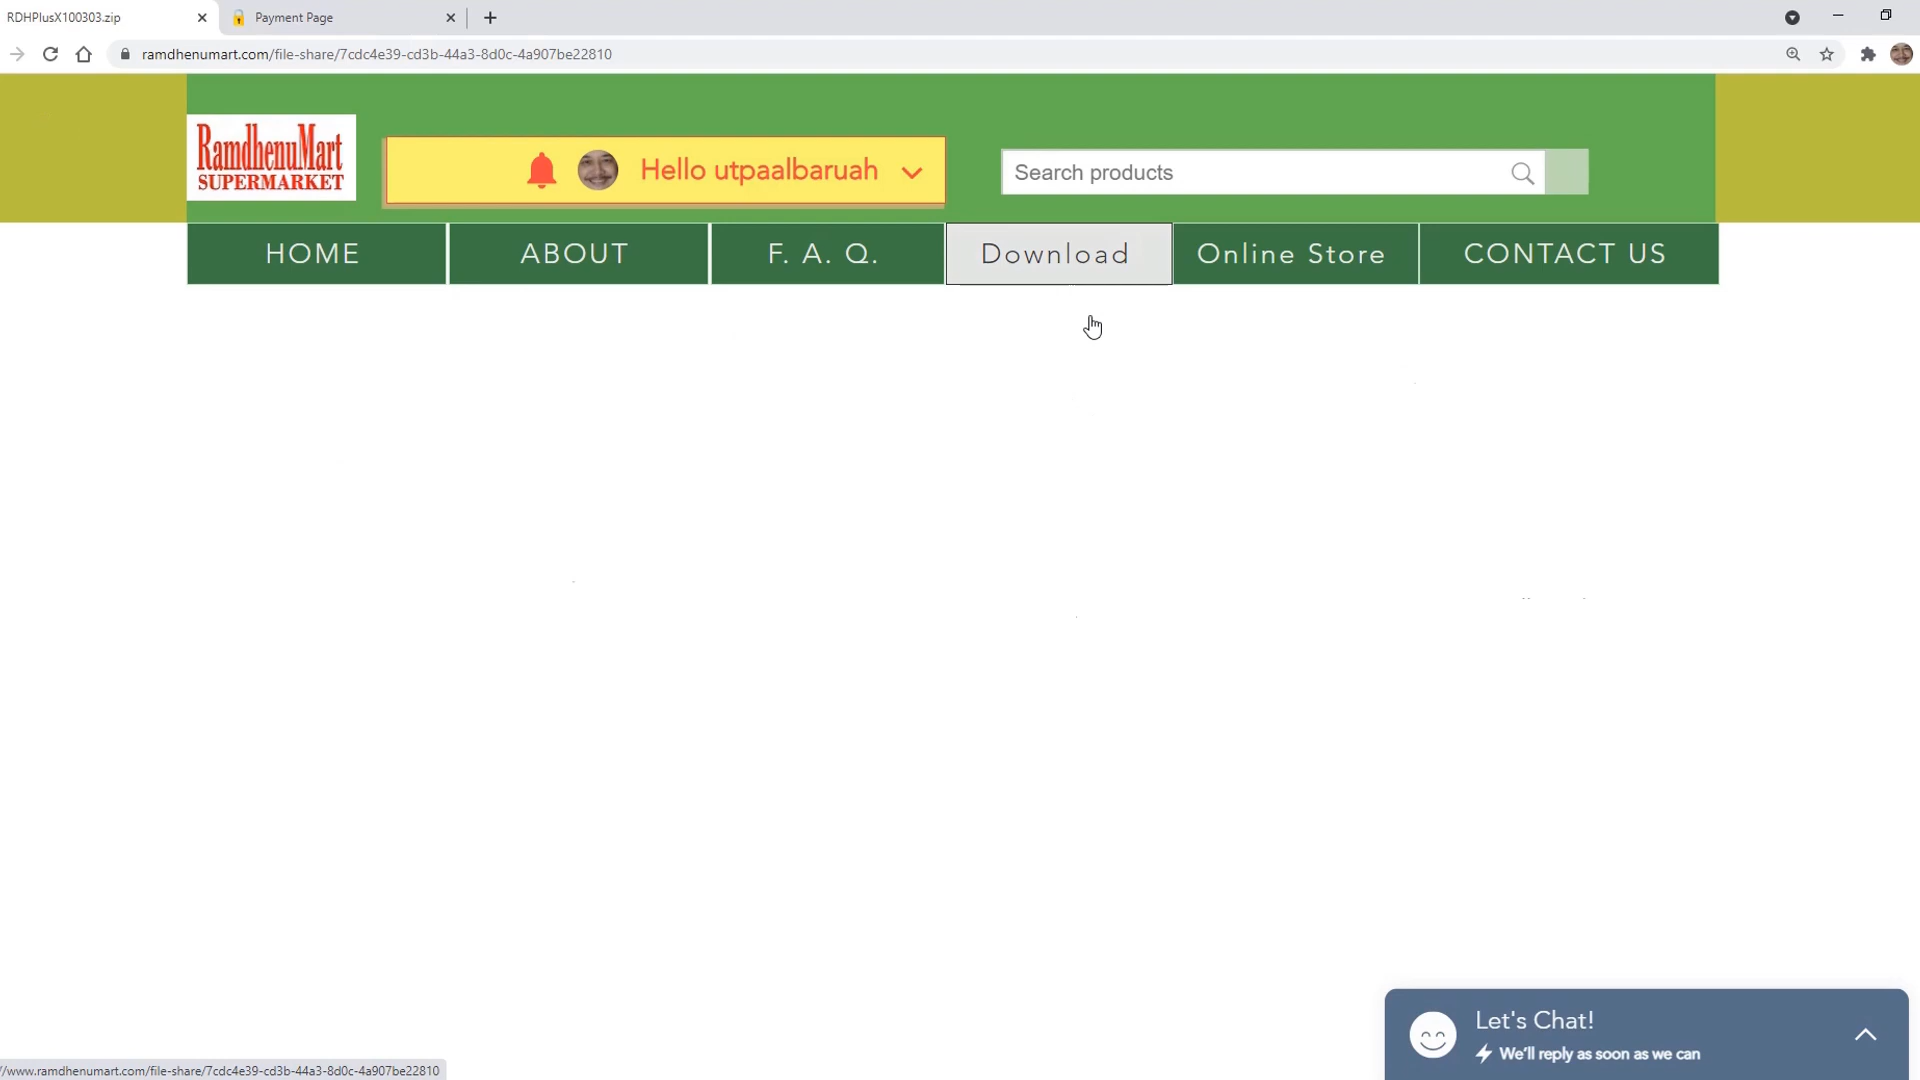 RDHPlusX100303.zip
Payment Page
ramdhenumart.com/file-share/7cdc4e39-cd3b-44a3-8d0c-4a907be22810
RamdhenuMart
SUPERMARKET
Hello utpaalbaruah
Search products
HOME
ABOUT
F. A. Q.
Download
Online Store
CONTACT US
Let's Chat!
We'll reply as soon as we can
/www.ramdhenumart.com/file-share/7cdc4e39-cd3b-44a3-8d0c-4a907be22810